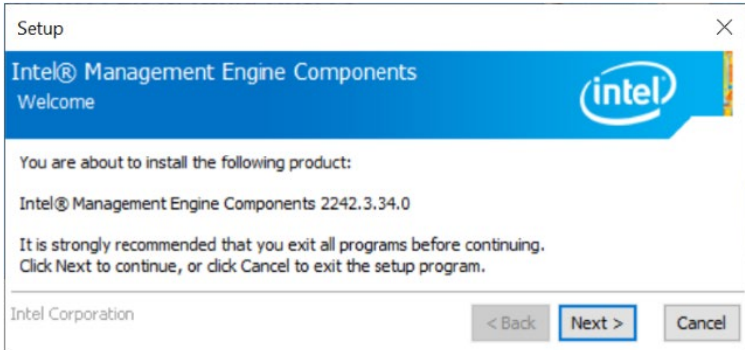 Setup
Intel® Management Engine Components
Welcome
intel
You are about to install the following product:
Intel® Management Engine Components 2242.3.34.0
It is strongly recommended that you exit all programs before continuing.
Click Next to continue, or click Cancel to exit the setup program.
Intel Corporation
< Back Next > Cancel